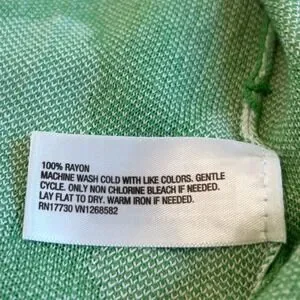 100% RAYON
MACHINE WASH COLD WITH LIKE COLORS. GENTLE
CYCLE. ONLY NON CHLORINE BLEACH IF NEEDED.
LAY FLAT TO DRY. WARM IRON IF NEEDED.
RN17730 VN1268582